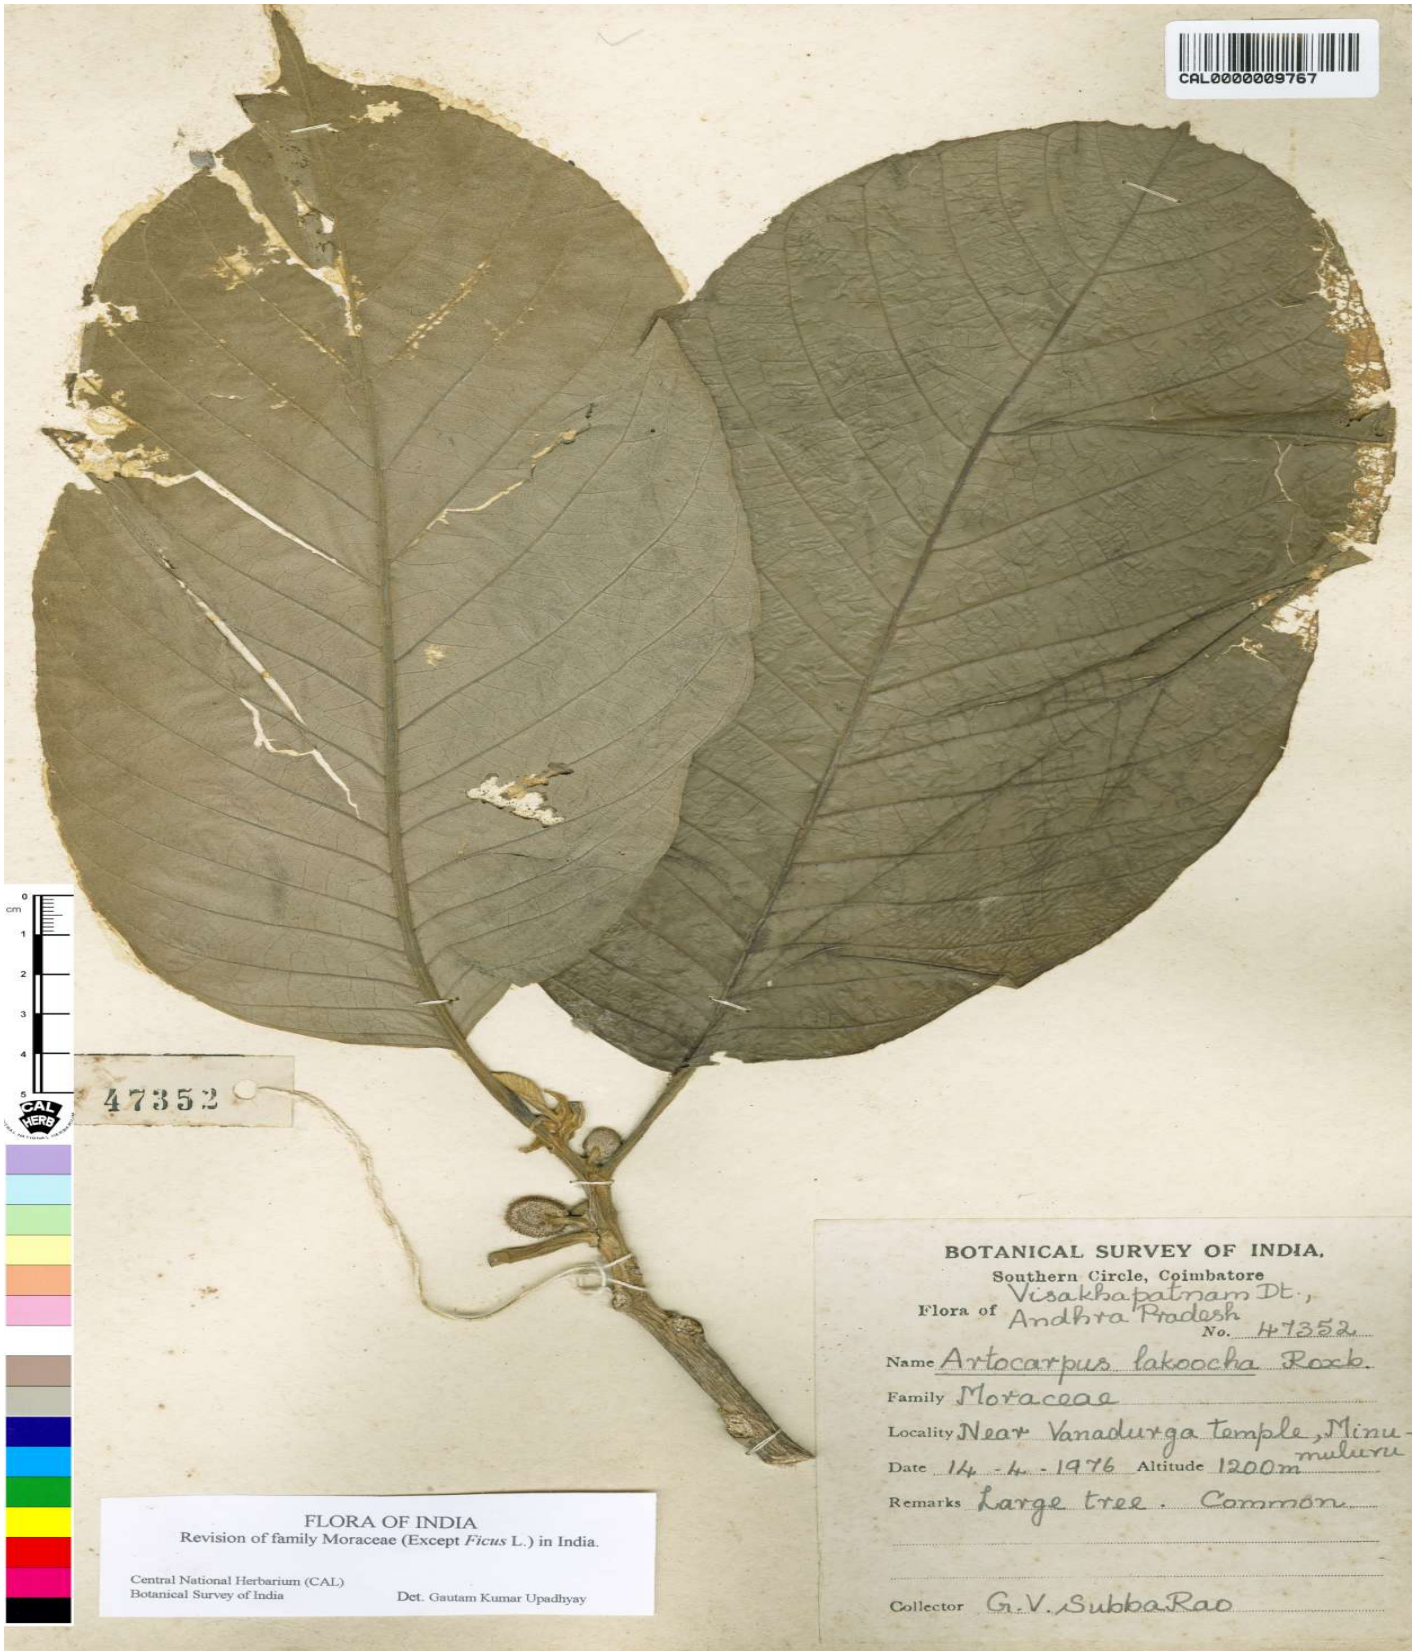 CAL0000009767
0
cm
1
2
3
4
5
CAL
HERB
47352
BOTANICAL SURVEY OF INDIA.
Southern Circle, Coimbatore
Visakhapatnam Dt.,
Flora of Andhra Pradesh
No. 47352
Name Artocarpus lakoocha Roxb.
Family Moraceae
Locality Near Vanadurga temple, Minu-
muluru
Date 14-4-1976 Altitude 1200m
Remarks Large tree. Common
Collector G.V. SubbaRao
FLORA OF INDIA
Revision of family Moraceae (Except Ficus L.) in India.
Central National Herbarium (CAL)
Botanical Survey of India Det. Gautam Kumar Upadhyay